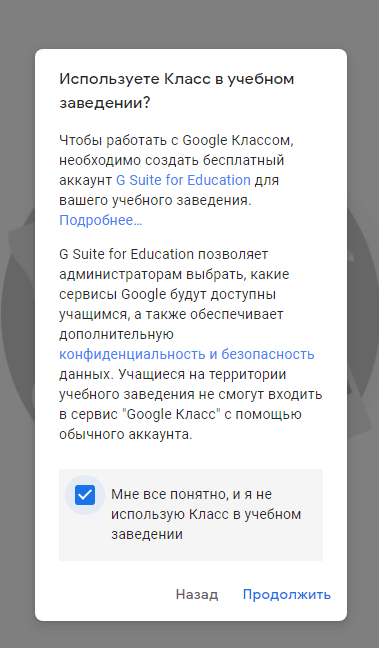 Используете Класс в учебном
заведении?
Чтобы работать с Google Классом,
необходимо создать бесплатный
аккаунт G Suite for Education для
вашего учебного заведения.
Подробнее…
G Suite for Education позволяет
администраторам выбрать, какие
сервисы Google будут доступны
учащимся, а также обеспечивает
дополнительную
конфиденциальность и безопасность
данных. Учащиеся на территории
учебного заведения не смогут входить
в сервис "Google Класс" с помощью
обычного аккаунта.
Мне все понятно, и я не
использую Класс в учебном
заведении
Назад Продолжить